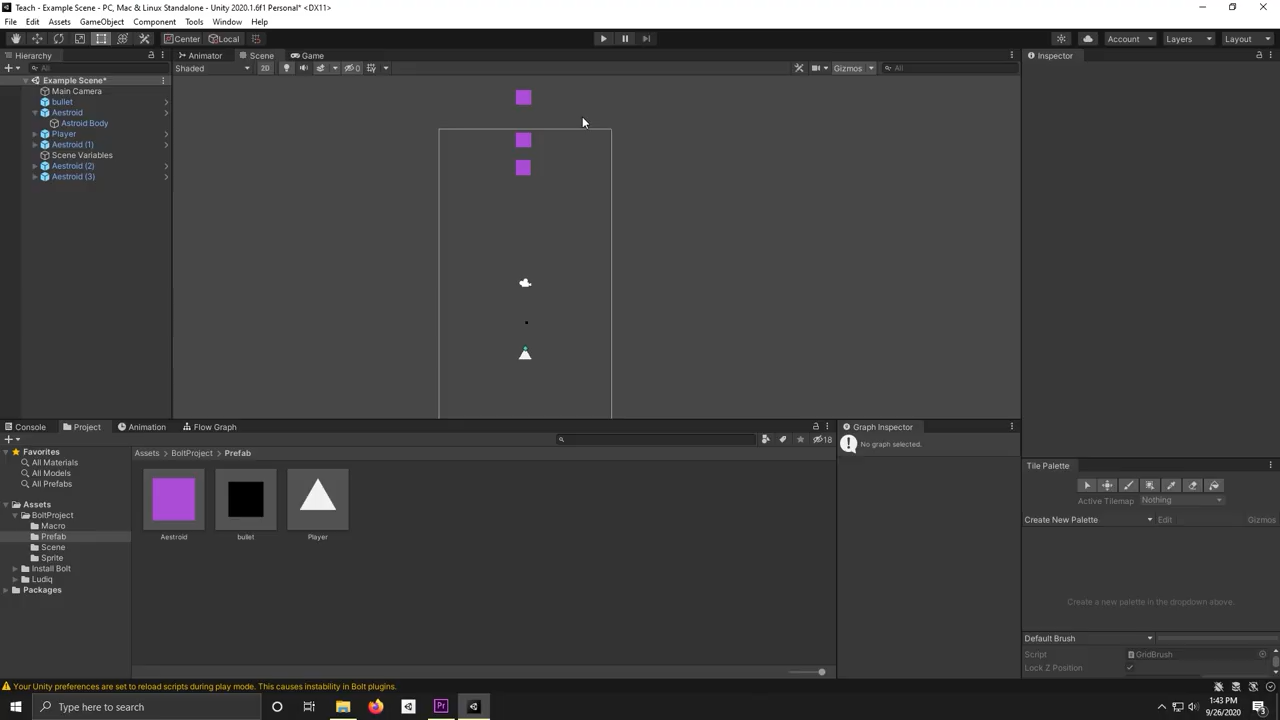 Teach - Example Scene - PC, Mac & Linux Standalone - Unity 2020.1.6f1 Personal* <DX11>
File Edit Assets GameObject Component Tools Window Help
Center Local Account Layers Layout
Hierarchy Animator Scene Game Inspector
All Shaded 2D Gizmos All
Example Scene*
Main Camera
bullet
Aestroid
Astroid Body
Player
Aestroid (1)
Scene Variables
Aestroid (2)
Aestroid (3)
Console Project Animation Flow Graph Graph Inspector
18
No graph selected.
Favorites
All Materials
All Models
All Prefabs
Assets
BoltProject
Macro
Prefab
Scene
Sprite
Install Bolt
Ludiq
Packages
Assets BoltProject Prefab
Aestroid bullet Player
Tile Palette
Active Tilemap Nothing
Create New Palette Edit Gizmos
Create a new palette in the dropdown above.
Default Brush
Script GridBrush
Lock Z Position
Your Unity preferences are set to reload scripts during play mode. This causes instability in Bolt plugins.
Type here to search
Pr
1:43 PM
9/26/2020
3